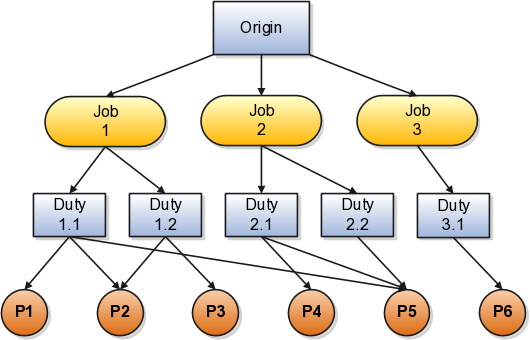 Origin
Job
1
Job
2
Job
3
Duty
1.1
Duty
1.2
Duty
2.1
Duty
2.2
Duty
3.1
P1
P2
P3
P4
P5
P6